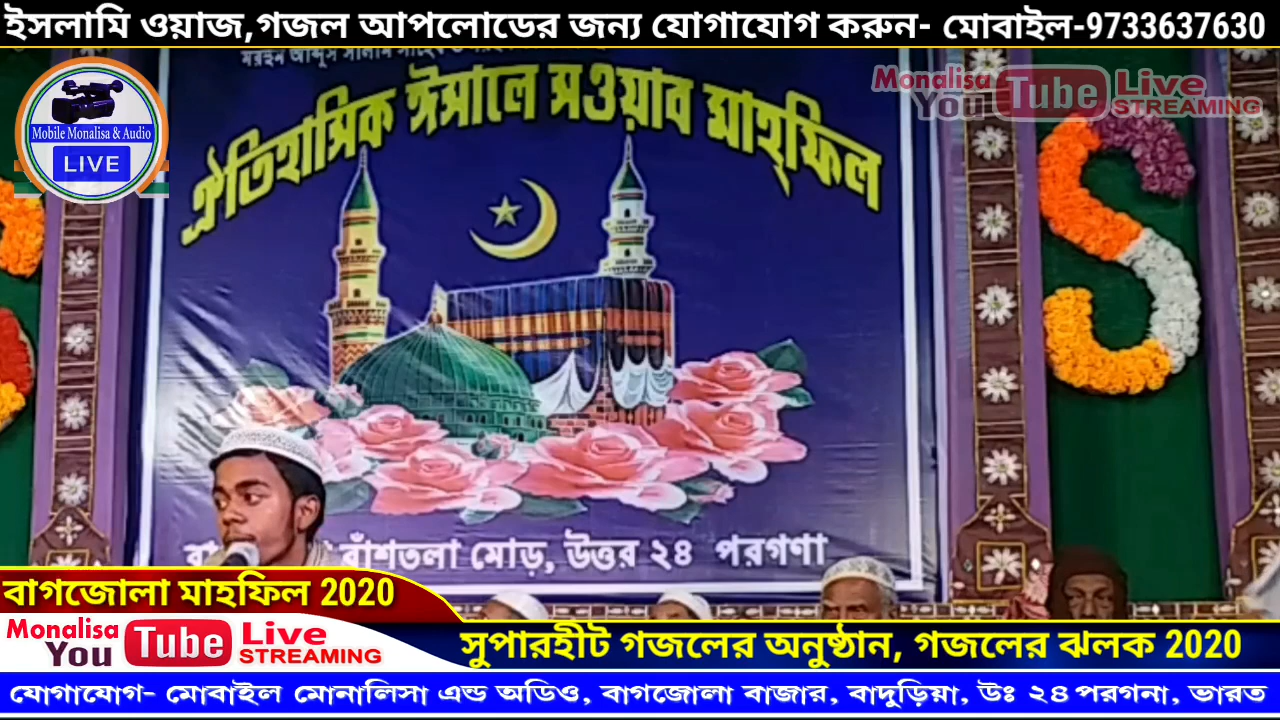 ইসলামি ওয়াজ,গজল আপলোডের জন্য যোগাযোগ করুন- মোবাইল-9733637630
মরহুম আব্দুস সালাম সাহেব
Mobile Monalisa & Audio
LIVE
Monalisa
You Tube Live
STREAMING
ঐতিহাসিক ঈসালে সওয়াব মাহ্ফিল
বাঁশতলা মোড়, উত্তর ২৪ পরগণা
বাগজোলা মাহফিল 2020
Monalisa
You Tube Live
STREAMING
সুপারহীট গজলের অনুষ্ঠান, গজলের ঝলক 2020
যোগাযোগ- মোবাইল মোনালিসা এন্ড অডিও, বাগজোলা বাজার, বাদুড়িয়া, উঃ ২৪ পরগনা, ভারত